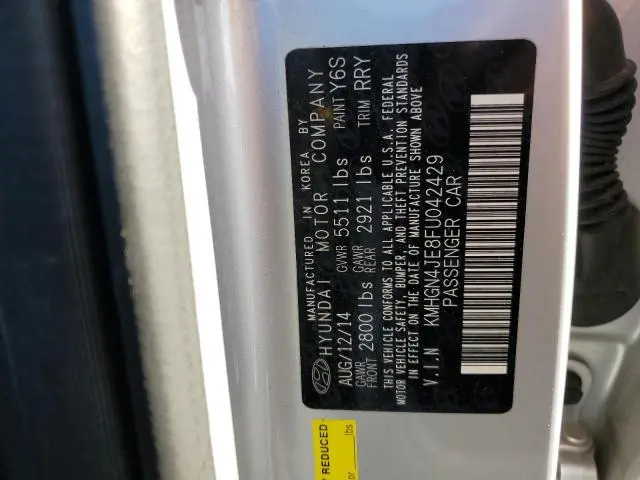 MANUFACTURED IN KOREA BY
HYUNDAI MOTOR COMPANY
AUG/12/14 GVWR 5511 lbs PAINT Y6S
GAWR FRONT 2800 lbs GAWR REAR 2921 lbs TRIM RRY
THIS VEHICLE CONFORMS TO ALL APPLICABLE U.S.A. FEDERAL
MOTOR VEHICLE SAFETY, BUMPER, AND THEFT PREVENTION STANDARDS
IN EFFECT ON THE DATE OF MANUFACTURE SHOWN ABOVE
V.I.N KMHGN4JE8FU042429
PASSENGER CAR
REDUCED
or ____ lbs